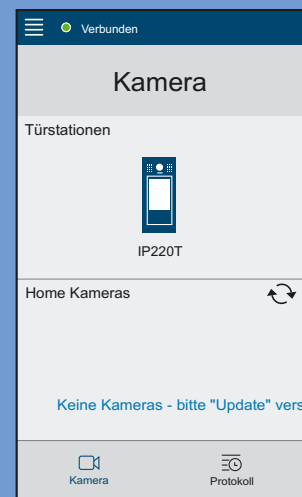 Verbunden
Kamera
Türstationen
IP220T
Home Kameras
Keine Kameras - bitte "Update" vers
Kamera
Protokoll